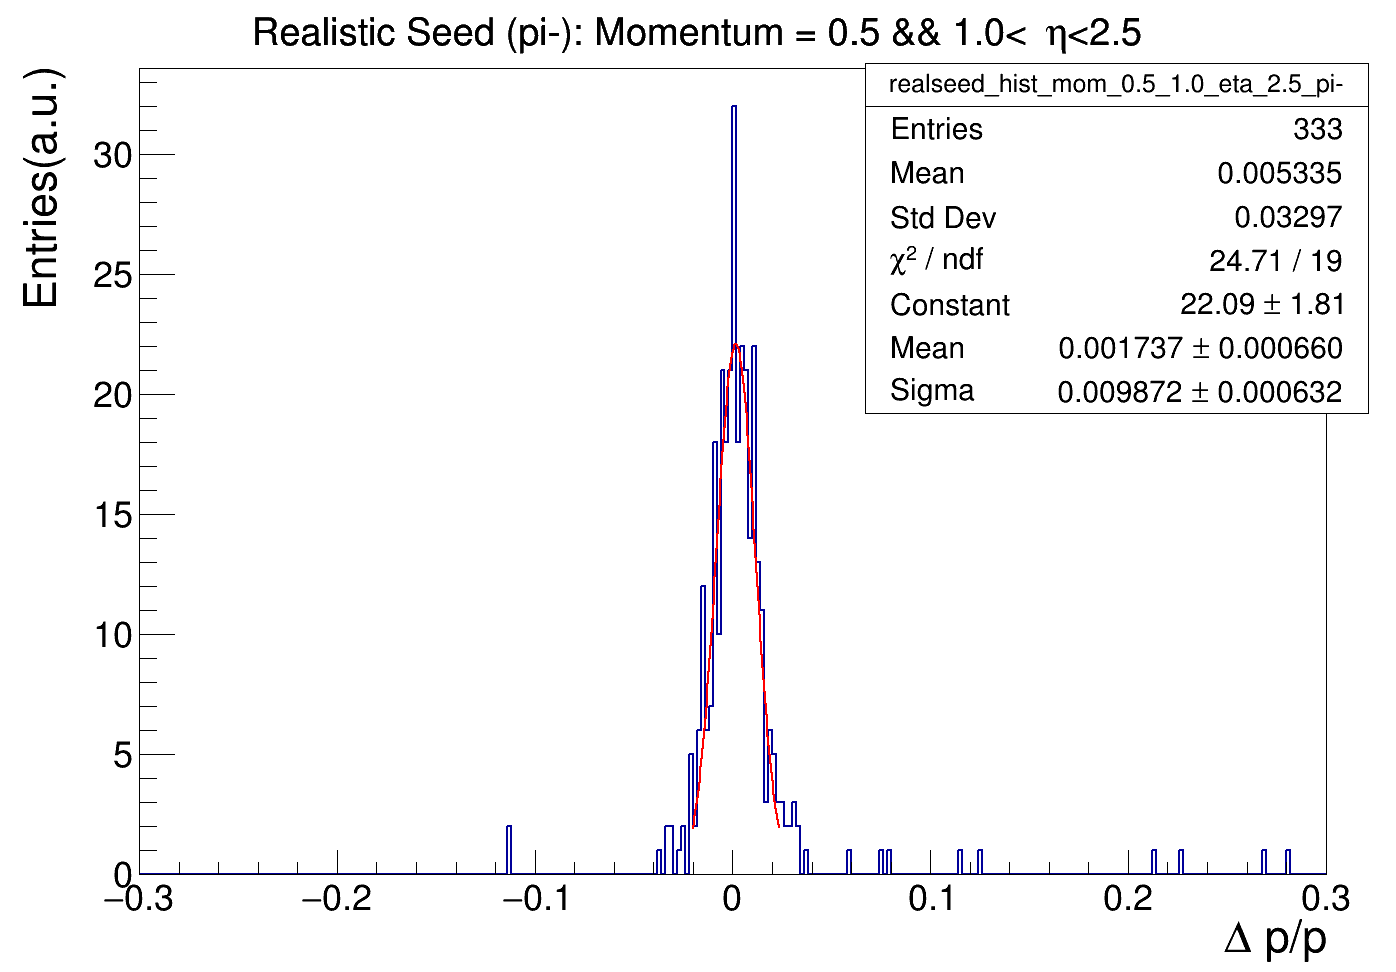 Realistic Seed (pi-): Momentum = 0.5 && 1.0< η<2.5
realseed_hist_mom_0.5_1.0_eta_2.5_pi-
Entries 333
Mean 0.005335
Std Dev 0.03297
χ² / ndf 24.71 / 19
Constant 22.09 ± 1.81
Mean 0.001737 ± 0.000660
Sigma 0.009872 ± 0.000632
Entries(a.u.)
30
25
20
15
10
5
0
−0.3 −0.2 −0.1 0 0.1 0.2 0.3
Δ p/p